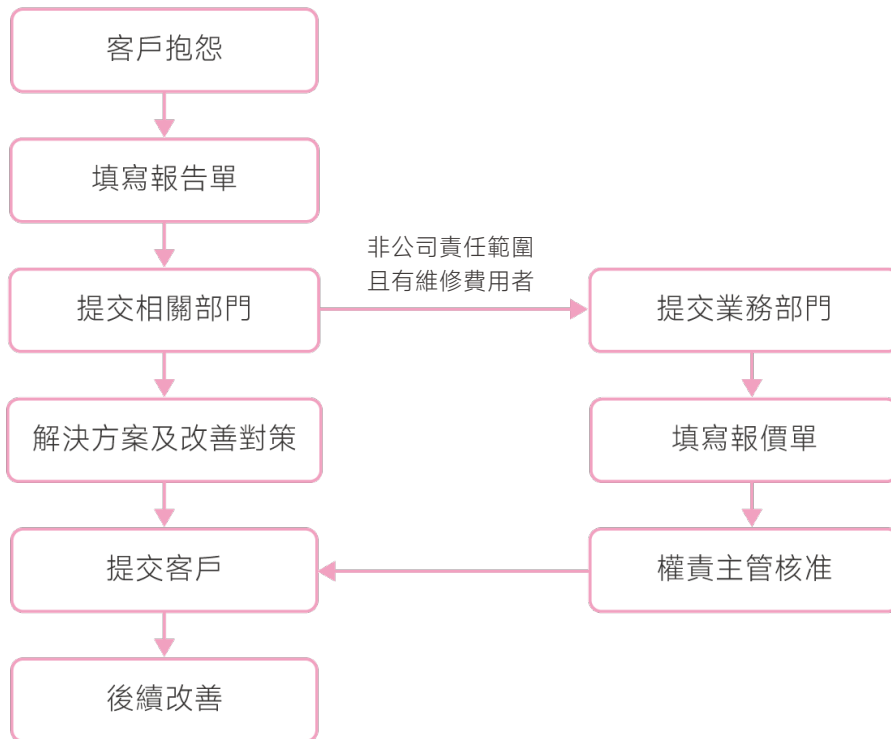 客戶抱怨
填寫報告單
非公司責任範圍
且有維修費用者
提交相關部門
提交業務部門
解決方案及改善對策
填寫報價單
提交客戶
權責主管核准
後續改善